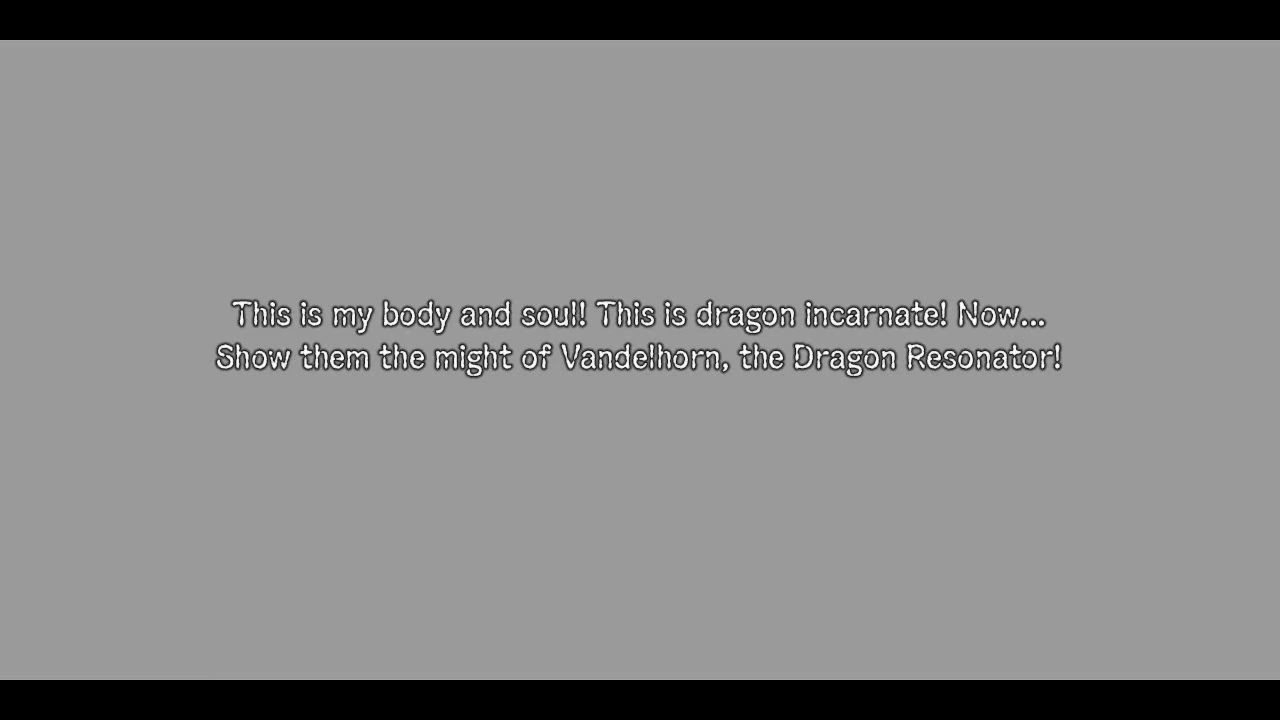 This is my body and soul! This is dragon incarnate! Now...
Show them the might of Vandelhorn, the Dragon Resonator!